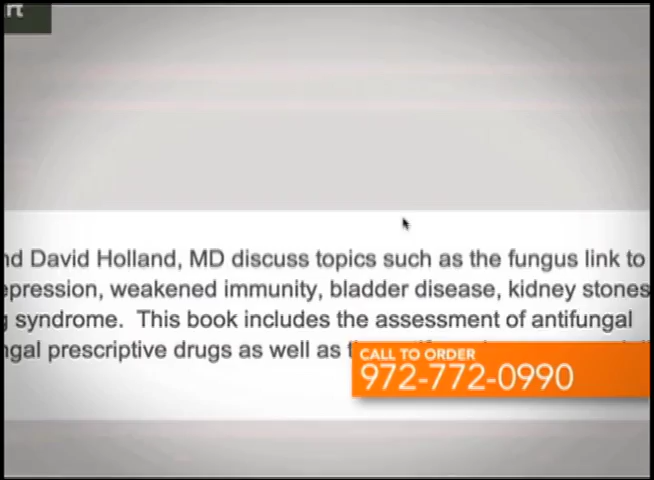 rt
nd David Holland, MD discuss topics such as the fungus link to
epression, weakened immunity, bladder disease, kidney stones
g syndrome.  This book includes the assessment of antifungal
ngal prescriptive drugs as well as
CALL TO ORDER
972-772-0990